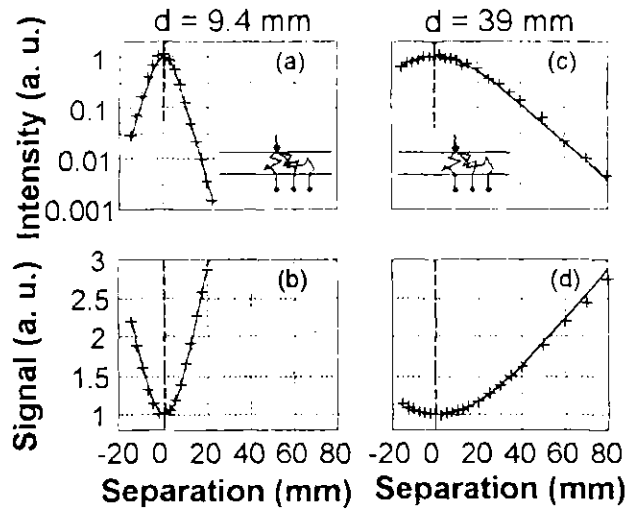 d = 9.4 mm
d = 39 mm
Intensity (a. u.)
1
0.1
0.01
0.001
(a)
(c)
Signal (a. u.)
3
2.5
2
1.5
1
(b)
(d)
-20 0 20 40 60 80
-20 0 20 40 60 80
Separation (mm)
Separation (mm)